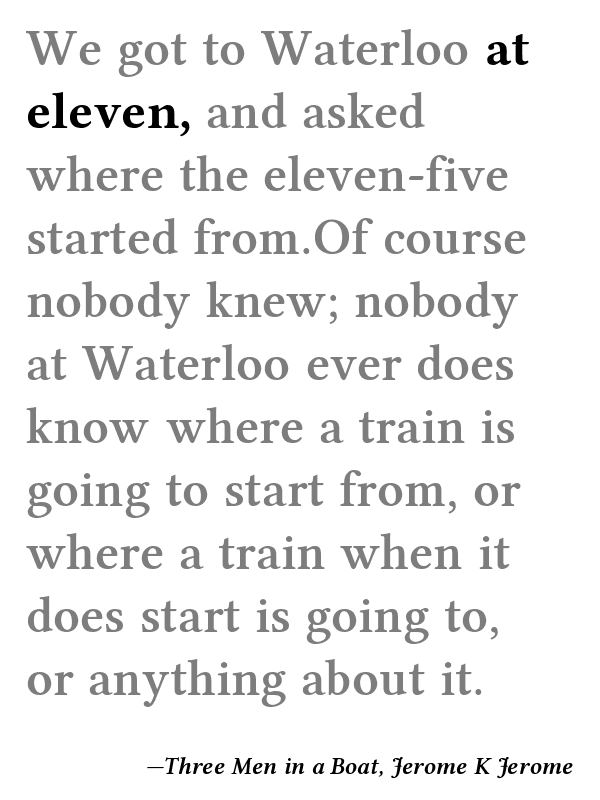 We got to Waterloo at
eleven, and asked
where the eleven-five
started from.Of course
nobody knew; nobody
at Waterloo ever does
know where a train is
going to start from, or
where a train when it
does start is going to,
or anything about it.
—Three Men in a Boat, Jerome K Jerome